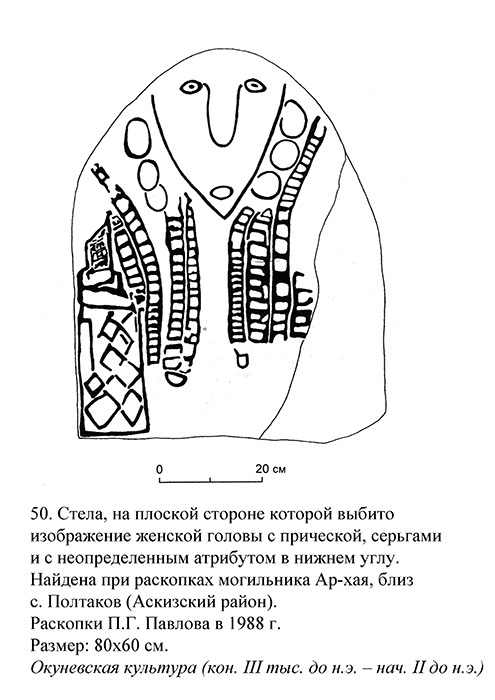 0 20 см
50. Стела, на плоской стороне которой выбито
изображение женской головы с прической, серьгами
и с неопределенным атрибутом в нижнем углу.
Найдена при раскопках могильника Ар-хая, близ
с. Полтаков (Аскизский район).
Раскопки П.Г. Павлова в 1988 г.
Размер: 80х60 см.
Окуневская культура (кон. III тыс. до н.э. – нач. II до н.э.)